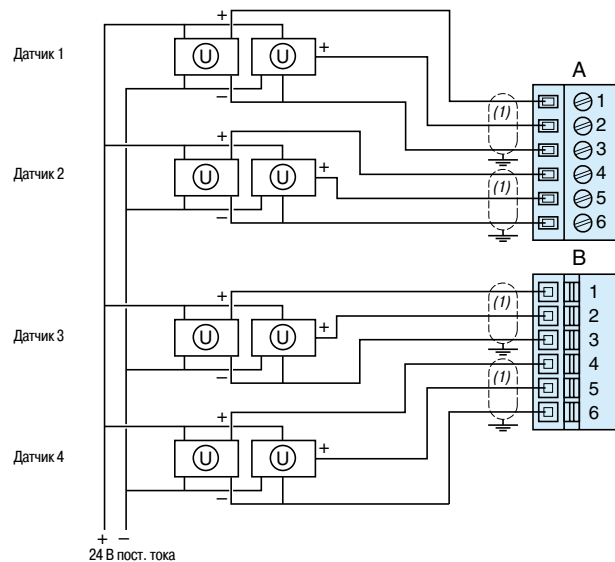 Датчик 1
+
U
U
+
–
A
(1)
1
2
3
4
5
6
Датчик 2
+
U
U
+
–
(1)
B
Датчик 3
+
U
U
+
–
(1)
1
2
3
4
5
6
Датчик 4
+
U
U
+
–
(1)
+ –
24 В пост. тока